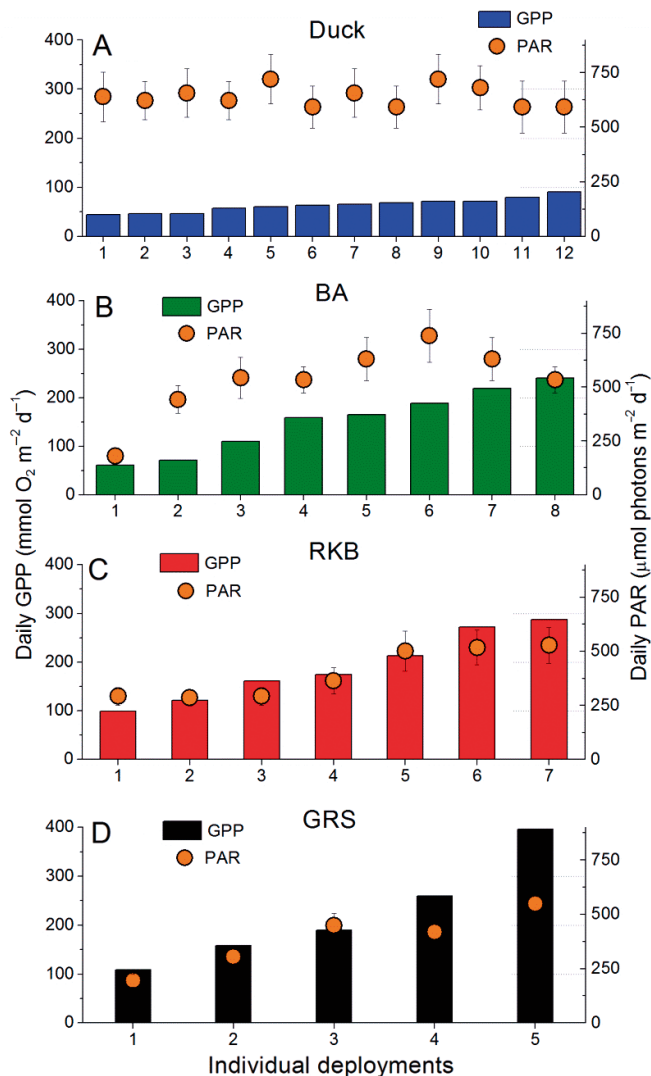 A
Duck
GPP
PAR
400
300
200
100
0
750
500
250
0
1 2 3 4 5 6 7 8 9 10 11 12
B
BA
GPP
PAR
400
300
200
100
0
750
500
250
0
1 2 3 4 5 6 7 8
Daily GPP (mmol O₂ m⁻² d⁻¹)
Daily PAR (μmol photons m⁻² d⁻¹)
C
RKB
GPP
PAR
400
300
200
100
0
750
500
250
0
1 2 3 4 5 6 7
D
GRS
GPP
PAR
400
300
200
100
0
750
500
250
0
1 2 3 4 5
Individual deployments